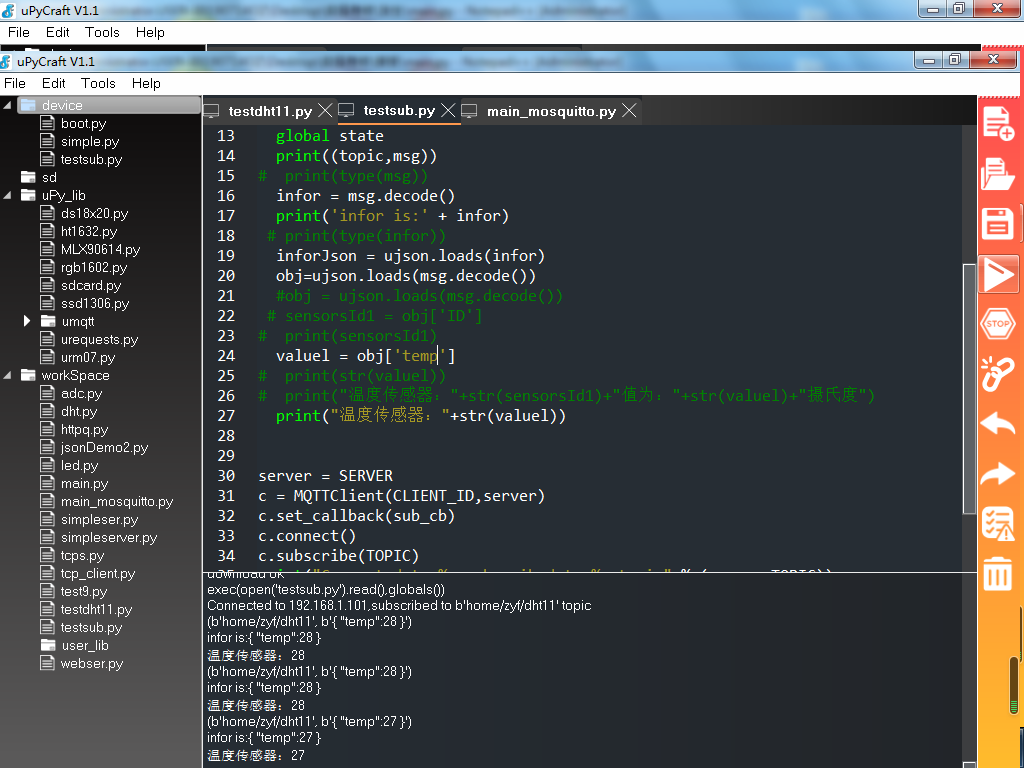 uPyCraft V1.1
File Edit Tools Help
uPyCraft V1.1
File Edit Tools Help
device
boot.py
simple.py
testsub.py
sd
uPy_lib
ds18x20.py
ht1632.py
MLX90614.py
rgb1602.py
sdcard.py
ssd1306.py
umqtt
urequests.py
urm07.py
workSpace
adc.py
dht.py
httpq.py
jsonDemo2.py
led.py
main.py
main_mosquitto.py
simpleser.py
simpleserver.py
tcps.py
tcp_client.py
test9.py
testdht11.py
testsub.py
user_lib
webser.py
testdht11.py testsub.py main_mosquitto.py
13 global state
14 print((topic,msg))
15 # print(type(msg))
16 infor = msg.decode()
17 print('infor is:' + infor)
18 # print(type(infor))
19 inforJson = ujson.loads(infor)
20 obj=ujson.loads(msg.decode())
21 #obj = ujson.loads(msg.decode())
22 # sensorsId1 = obj['ID']
23 # print(sensorsId1)
24 valuel = obj['temp']
25 # print(str(valuel))
26 # print("温度传感器："+str(sensorsId1)+"值为："+str(valuel)+"摄氏度")
27 print("温度传感器："+str(valuel))
28
29
30 server = SERVER
31 c = MQTTClient(CLIENT_ID,server)
32 c.set_callback(sub_cb)
33 c.connect()
34 c.subscribe(TOPIC)
download ok
exec(open('testsub.py').read(),globals())
Connected to 192.168.1.101,subscribed to b'home/zyf/dht11' topic
(b'home/zyf/dht11', b'{ "temp":28 }')
infor is:{ "temp":28 }
温度传感器：28
(b'home/zyf/dht11', b'{ "temp":28 }')
infor is:{ "temp":28 }
温度传感器：28
(b'home/zyf/dht11', b'{ "temp":27 }')
infor is:{ "temp":27 }
温度传感器：27
STOP